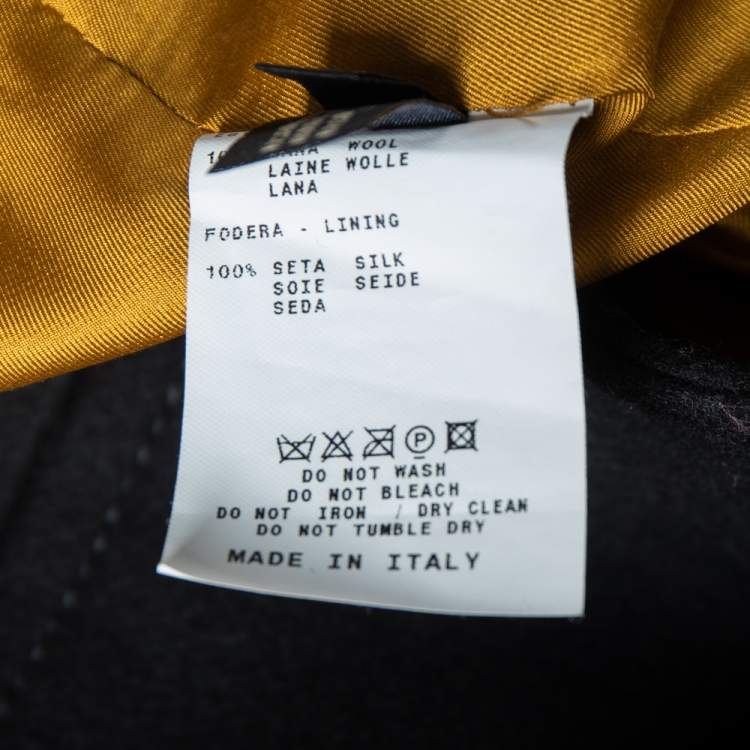 WOOL
LAINE WOLLE
LANA
FODERA - LINING
100% SETA SILK
SOIE SEIDE
SEDA
P
DO NOT WASH
DO NOT BLEACH
DO NOT IRON / DRY CLEAN
DO NOT TUMBLE DRY
MADE IN ITALY